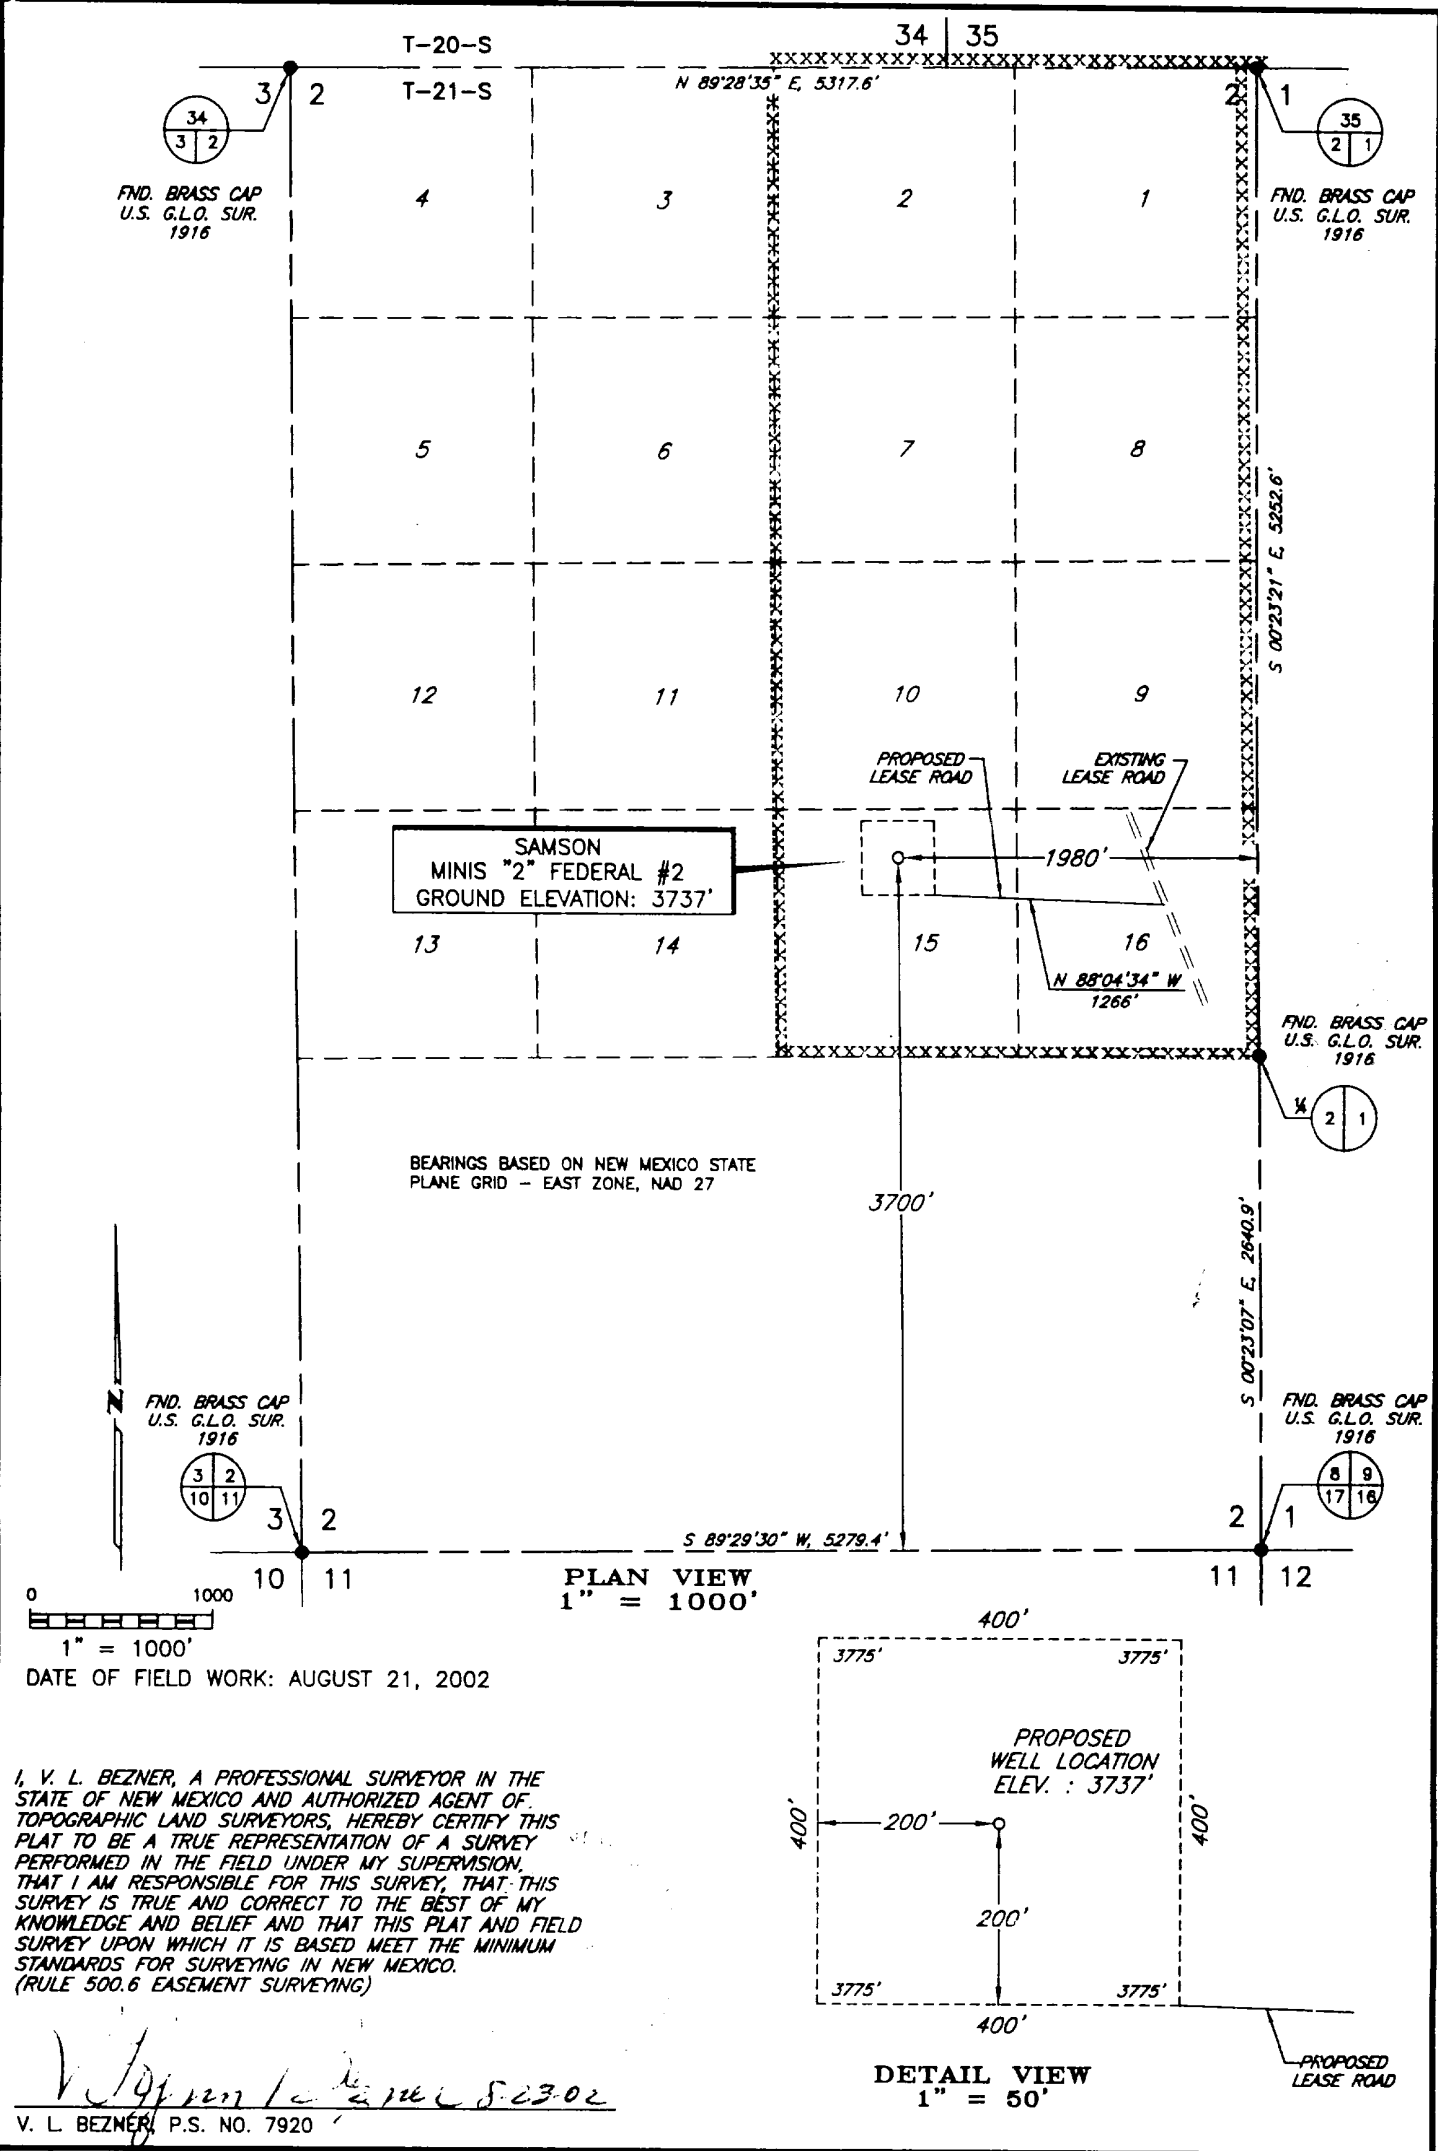 T-20-S
34 35
T-21-S
N 89°28'35" E, 5317.6'
3 2
2 1
34
3 2
35
2 1
FND. BRASS CAP
U.S. G.L.O. SUR.
1916
FND. BRASS CAP
U.S. G.L.O. SUR.
1916
4 3 2 1
5 6 7 8
S 00°23'21" E, 5252.6'
12 11 10 9
PROPOSED
LEASE ROAD
EXISTING
LEASE ROAD
SAMSON
MINIS "2" FEDERAL #2
GROUND ELEVATION: 3737'
1980'
13 14 15 16
N 88°04'34" W
1266'
FND. BRASS CAP
U.S. G.L.O. SUR.
1916
1/4
2 1
BEARINGS BASED ON NEW MEXICO STATE
PLANE GRID - EAST ZONE, NAD 27
3700'
S 00°23'07" E, 2640.9'
N
FND. BRASS CAP
U.S. G.L.O. SUR.
1916
3 2
10 11
FND. BRASS CAP
U.S. G.L.O. SUR.
1916
8 9
17 16
3 2
2 1
S 89°29'30" W, 5279.4'
10 11
11 12
PLAN VIEW
1" = 1000'
0 1000
1" = 1000'
DATE OF FIELD WORK: AUGUST 21, 2002
400'
3775' 3775'
PROPOSED
WELL LOCATION
ELEV. : 3737'
400'
200'
400'
200'
3775' 3775'
400'
PROPOSED
LEASE ROAD
DETAIL VIEW
1" = 50'
I, V. L. BEZNER, A PROFESSIONAL SURVEYOR IN THE
STATE OF NEW MEXICO AND AUTHORIZED AGENT OF
TOPOGRAPHIC LAND SURVEYORS, HEREBY CERTIFY THIS
PLAT TO BE A TRUE REPRESENTATION OF A SURVEY
PERFORMED IN THE FIELD UNDER MY SUPERVISION,
THAT I AM RESPONSIBLE FOR THIS SURVEY, THAT THIS
SURVEY IS TRUE AND CORRECT TO THE BEST OF MY
KNOWLEDGE AND BELIEF AND THAT THIS PLAT AND FIELD
SURVEY UPON WHICH IT IS BASED MEET THE MINIMUM
STANDARDS FOR SURVEYING IN NEW MEXICO.
(RULE 500.6 EASEMENT SURVEYING)
8-23-02
V. L. BEZNER, P.S. NO. 7920